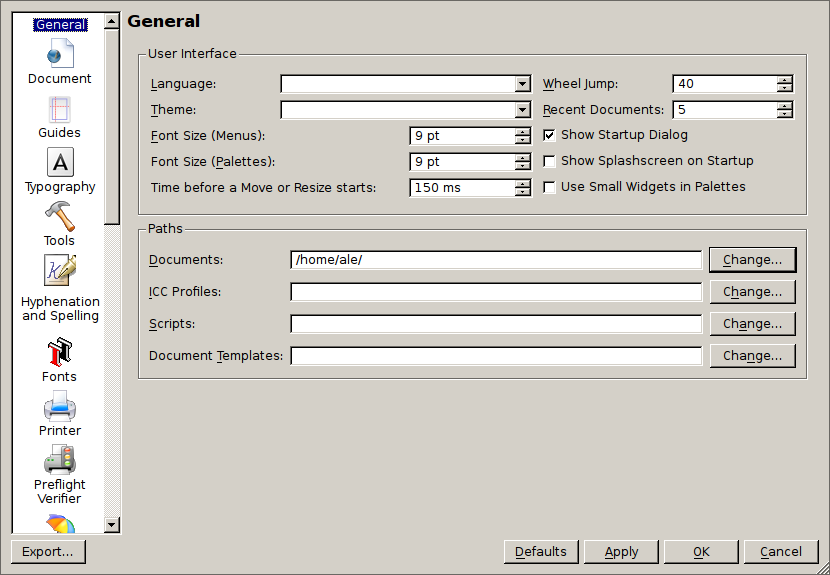 General
Document
Guides
A
Typography
Tools
Hyphenation
and Spelling
Fonts
Printer
Preflight
Verifier
General
User Interface
Language:
Wheel Jump: 40
Theme:
Recent Documents: 5
Font Size (Menus): 9 pt
Show Startup Dialog
Font Size (Palettes): 9 pt
Show Splashscreen on Startup
Time before a Move or Resize starts: 150 ms
Use Small Widgets in Palettes
Paths
Documents: /home/ale/ Change...
ICC Profiles: Change...
Scripts: Change...
Document Templates: Change...
Export... Defaults Apply OK Cancel